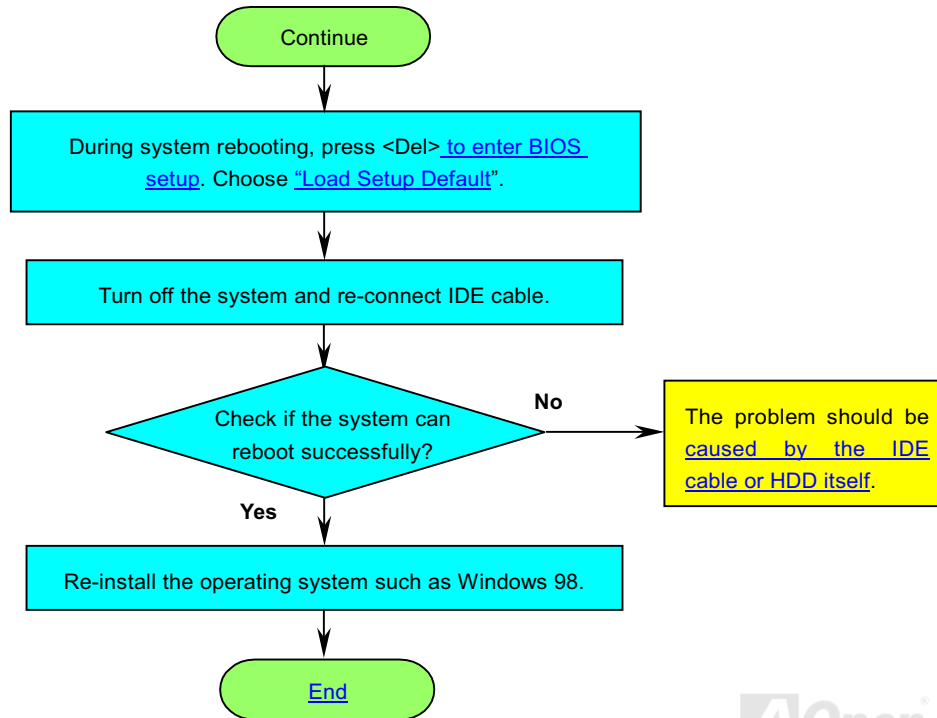 Continue
During system rebooting, press <Del> to enter BIOS
setup. Choose “Load Setup Default”.
Turn off the system and re-connect IDE cable.
Check if the system can
reboot successfully?
No
The problem should be
caused by the IDE
cable or HDD itself.
Yes
Re-install the operating system such as Windows 98.
End